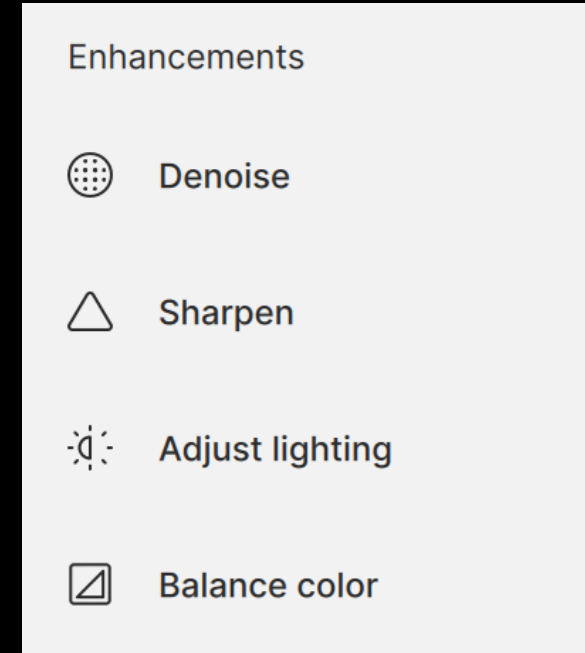 Enhancements
Denoise
Sharpen
Adjust lighting
Balance color